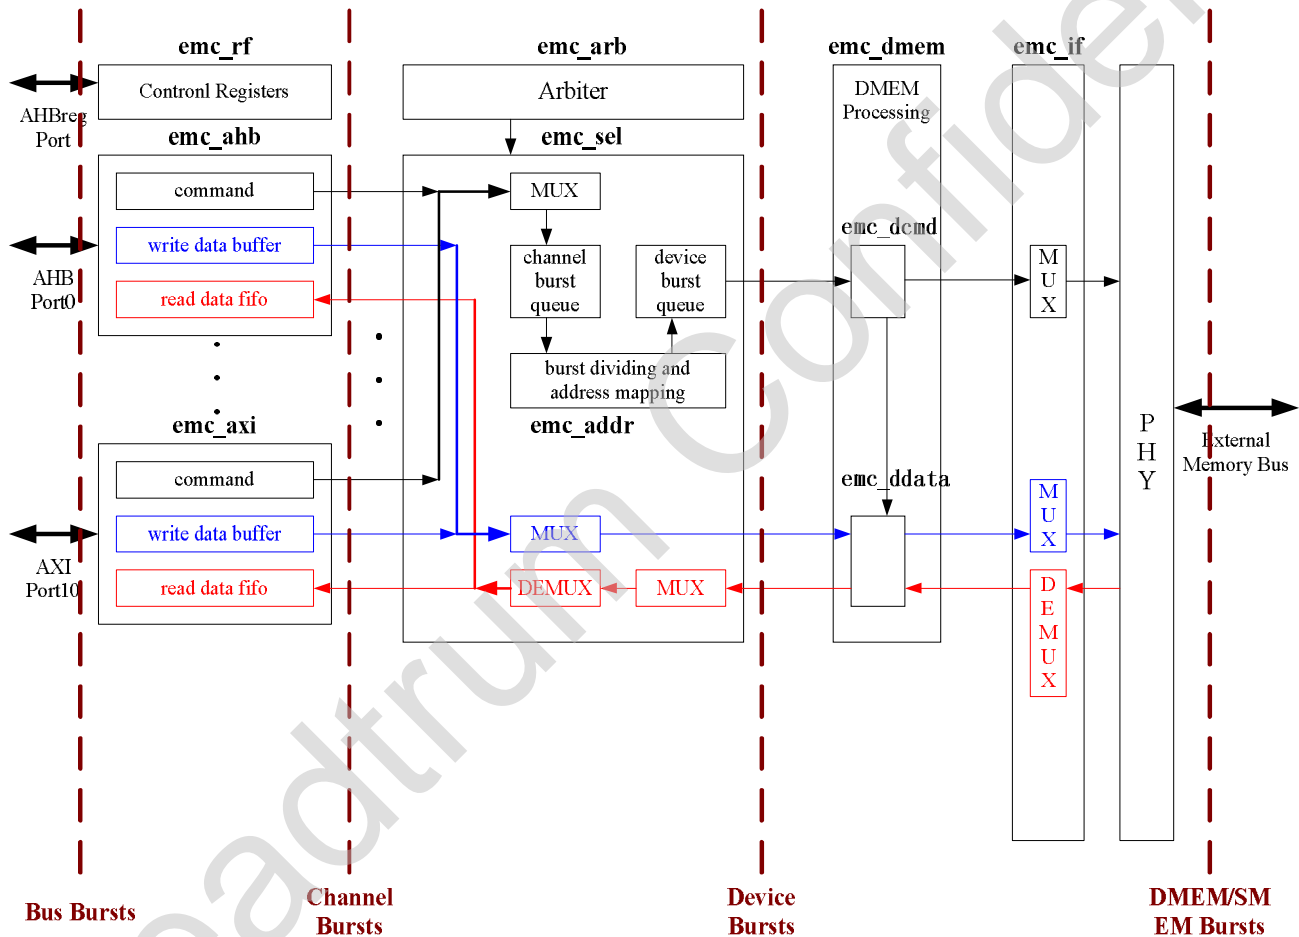 emc_rf
emc_arb
emc_dmem
emc_if
Contronl Registers
Arbiter
DMEM
Processing
AHBreg
Port
emc_ahb
emc_sel
command
MUX
write data buffer
emc_dcmd
AHB
Port0
channel
burst
queue
device
burst
queue
M
U
X
read data fifo
burst dividing and
address mapping
emc_axi
emc_addr
P
H
Y
External
Memory Bus
command
emc_ddata
M
U
X
write data buffer
MUX
AXI
Port10
read data fifo
DEMUX
MUX
D
E
M
U
X
Bus Bursts
Channel
Bursts
Device
Bursts
DMEM/SM
EM Bursts
eadtrum Confiden